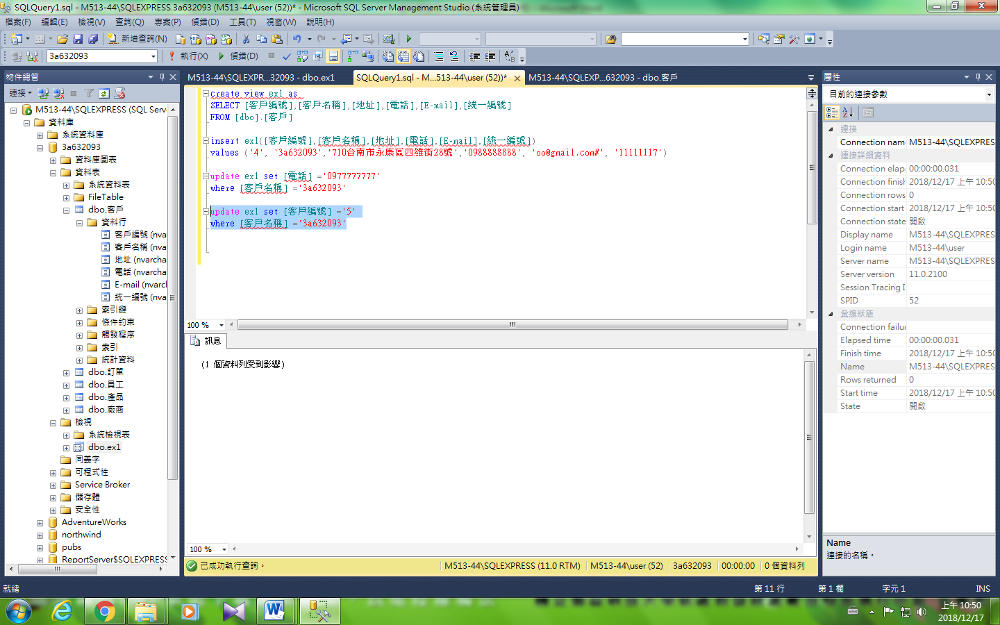 SQLQuery1.sql - M513-44\SQLEXPRESS.3a632093 (M513-44\user (52))* - Microsoft SQL Server Management Studio (系統管理員)
檔案(F) 編輯(E) 檢視(V) 查詢(Q) 專案(P) 偵錯(D) 工具(T) 視窗(W) 說明(H)
新增查詢(N)
3a632093 執行(X) 偵錯(D)
物件總管
連接
M513-44\SQLEXPRESS (SQL Serv
資料庫
系統資料庫
3a632093
資料庫圖表
資料表
系統資料表
FileTable
dbo.客戶
資料行
客戶編號 (nva
客戶名稱 (nva
地址 (nvarcha
電話 (nvarcha
E-mail (nvarcl
統一編號 (nva
索引鍵
條件約束
觸發程序
索引
統計資料
dbo.訂單
dbo.員工
dbo.產品
dbo.廠商
檢視
系統檢視表
dbo.ex1
同義字
可程式性
Service Broker
儲存體
安全性
AdventureWorks
northwind
pubs
ReportServer$SQLEXPRESS
M513-44\SQLEXPR...32093 - dbo.ex1 SQLQuery1.sql - M...513-44\user (52))* M513-44\SQLEXP...632093 - dbo.客戶
create view ex1 as
SELECT [客戶編號],[客戶名稱],[地址],[電話],[E-mail],[統一編號]
FROM [dbo].[客戶]
insert ex1([客戶編號],[客戶名稱],[地址],[電話],[E-mail],[統一編號])
values ('4', '3a632093','710台南市永康區四維街28號','0988888888', 'oo@gmail.com#', '11111117')
update ex1 set [電話] ='0977777777'
where [客戶名稱] ='3a632093'
update ex1 set [客戶編號] ='5'
where [客戶名稱] ='3a632093'
100 %
訊息
(1 個資料列受到影響)
100 %
已成功執行查詢。 M513-44\SQLEXPRESS (11.0 RTM) M513-44\user (52) 3a632093 00:00:00 0 個資料列
屬性
目前的連接參數
連接
Connection nam M513-44\SQLEXPRES
連接詳細資料
Connection elap 00:00:00.031
Connection finish 2018/12/17 上午 10:50
Connection rows 0
Connection start 2018/12/17 上午 10:50
Connection state 開啟
Display name M513-44\SQLEXPRES
Login name M513-44\user
Server name M513-44\SQLEXPRES
Server version 11.0.2100
Session Tracing I
SPID 52
彙總狀態
Connection failur
Elapsed time 00:00:00.031
Finish time 2018/12/17 上午 10:50
Name M513-44\SQLEXPRES
Rows returned 0
Start time 2018/12/17 上午 10:50
State 開啟
Name
連接的名稱。
就緒 第 11 行 第 1 欄 字元 1 INS
上午 10:50
2018/12/17